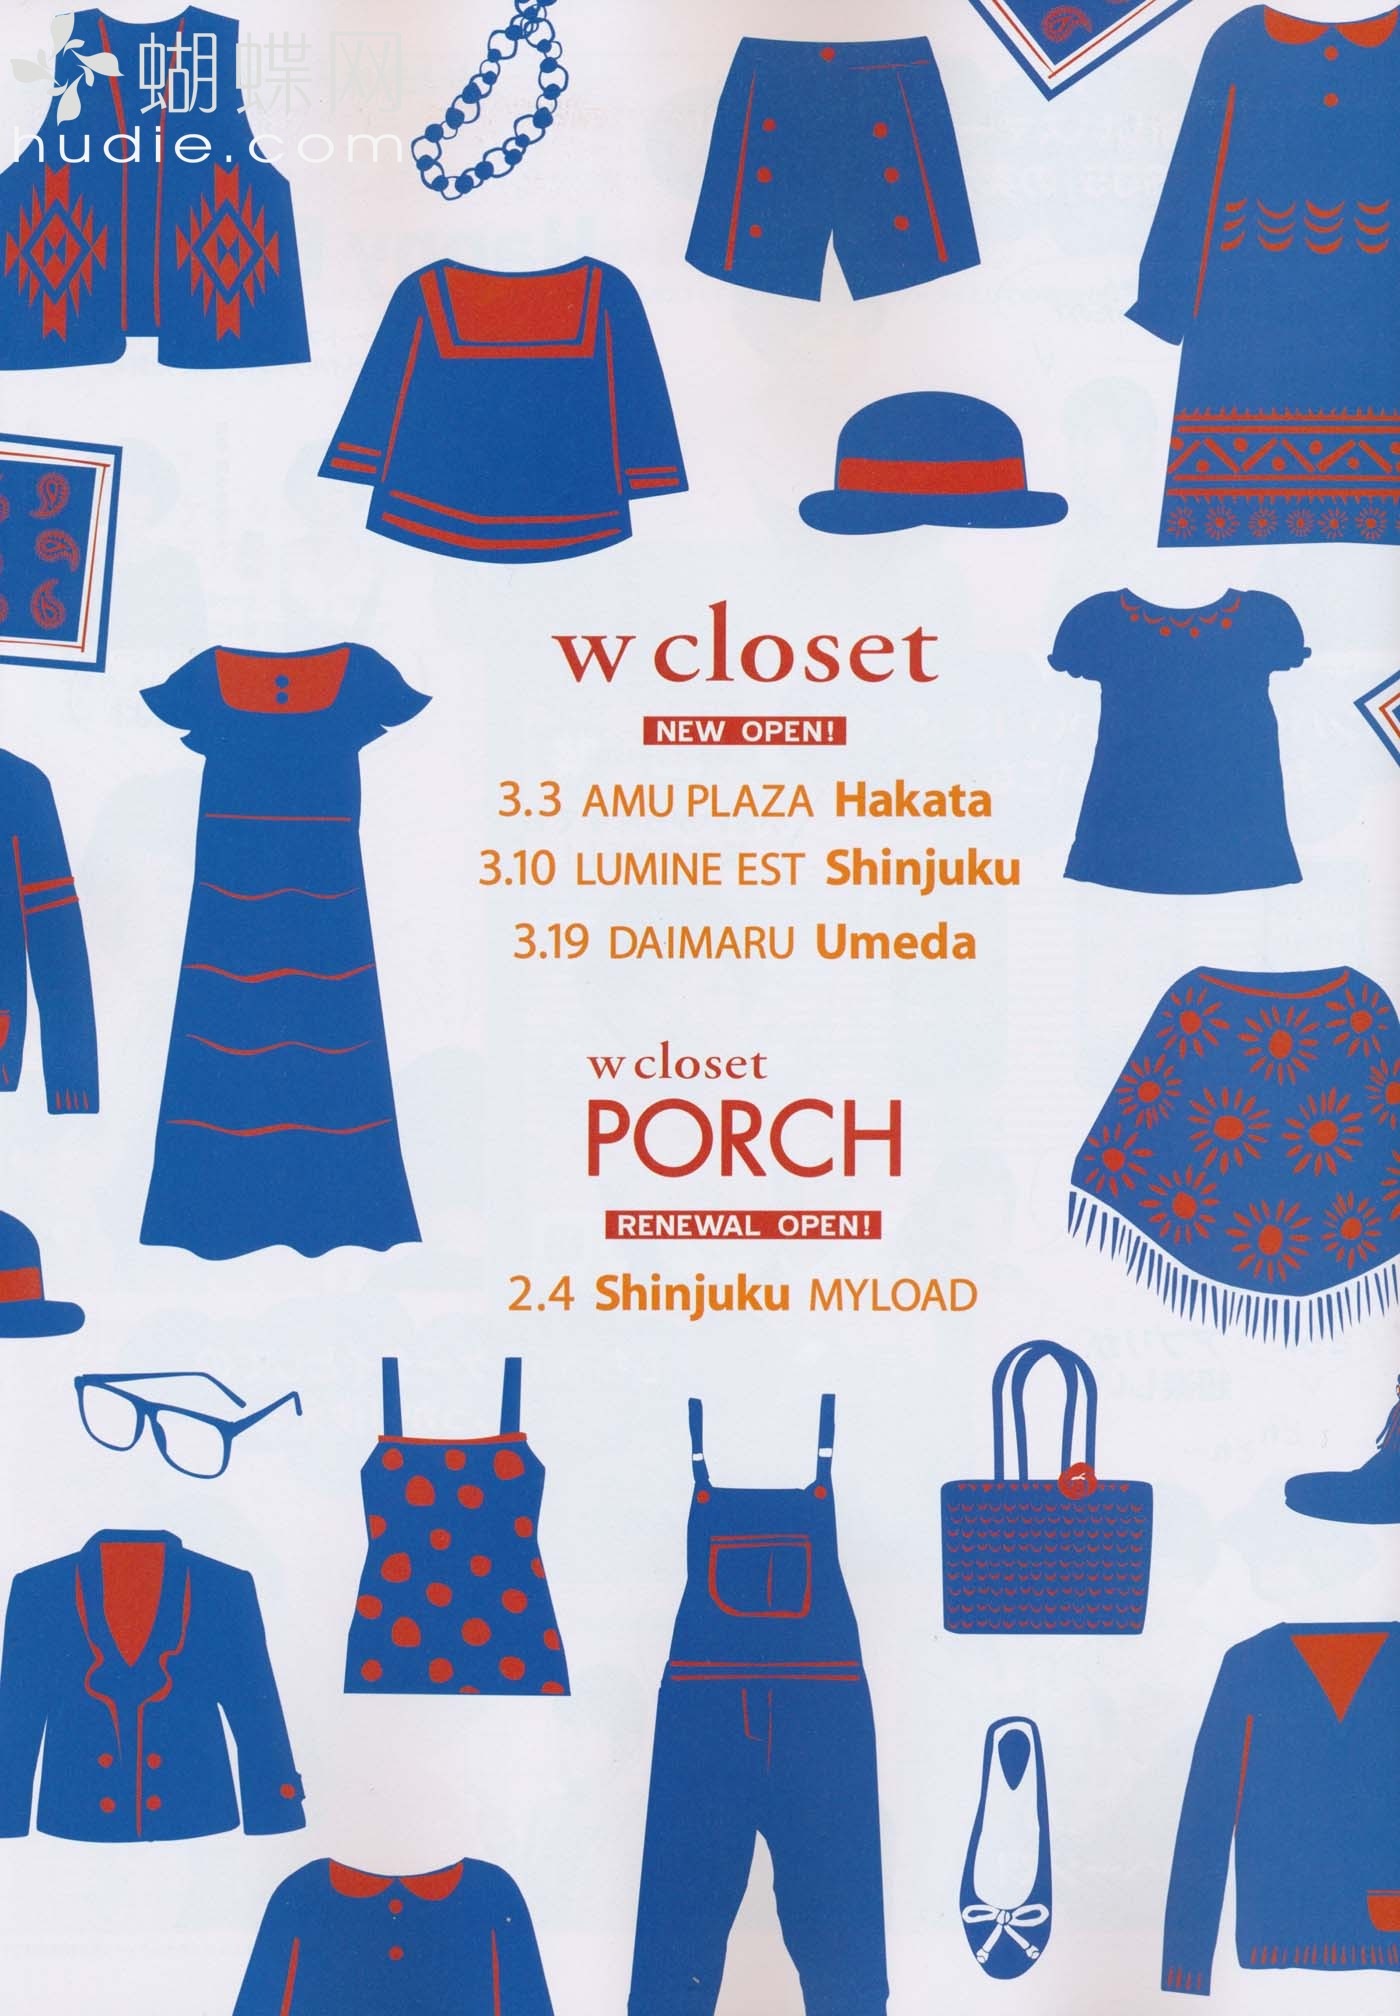 蝴蝶网
hudie.com
w closet
NEW OPEN!
3.3 AMU PLAZA Hakata
3.10 LUMINE EST Shinjuku
3.19 DAIMARU Umeda
w closet
PORCH
RENEWAL OPEN!
2.4 Shinjuku MYLOAD